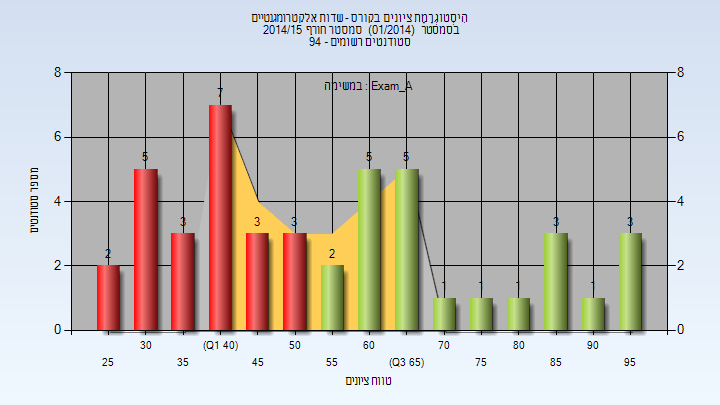 היסטוגרמת ציונים בקורס - שדות אלקטרומגנטיים
בסמסטר (01/2014) סמסטר חורף 2014/15
סטודנטים רשומים - 94
במשימה : Exam_A
8 8
6 6
4 4
2 2
0 0
מספר סטודנטים
2 5 3 7 3 3 2 5 5 1 1 1 3 1 3
30 (Q1 40) 50 60 70 80 90
25 35 45 55 (Q3 65) 75 85 95
טווח ציונים